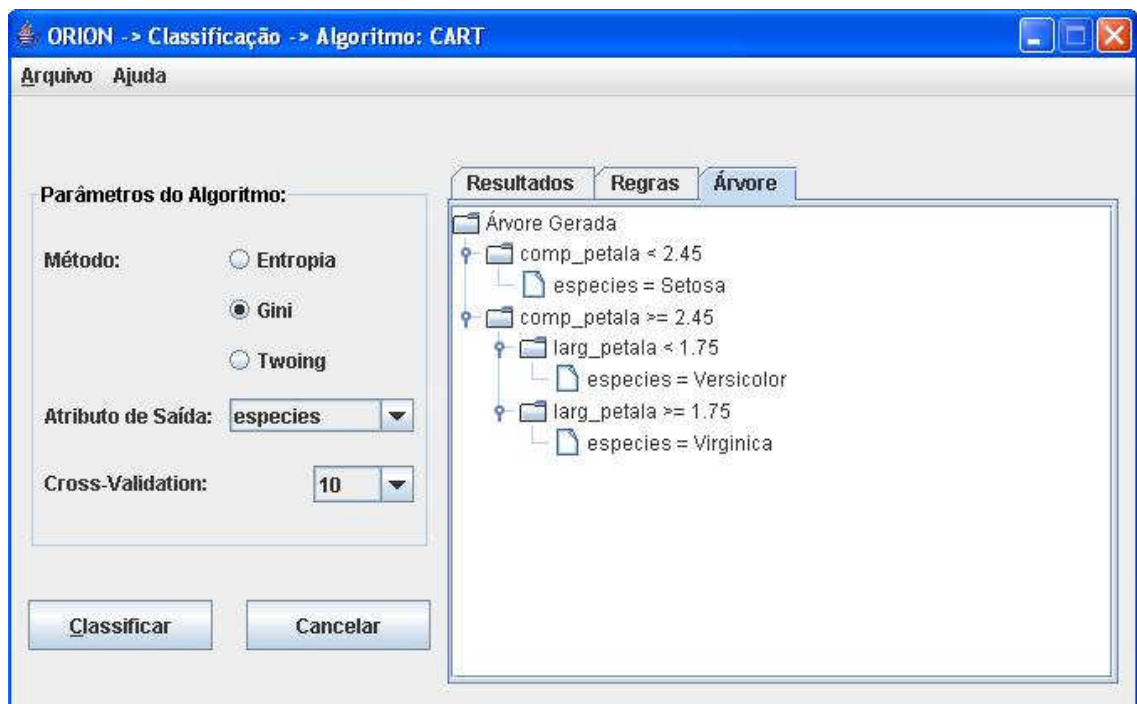 ORION -> Classificação -> Algoritmo: CART
Arquivo Ajuda
Parâmetros do Algoritmo:
Método:
Entropia
Gini
Twoing
Atributo de Saída: especies
Cross-Validation: 10
Classificar Cancelar
Resultados Regras Árvore
Árvore Gerada
comp_petala < 2.45
especies = Setosa
comp_petala >= 2.45
larg_petala < 1.75
especies = Versicolor
larg_petala >= 1.75
especies = Virginica